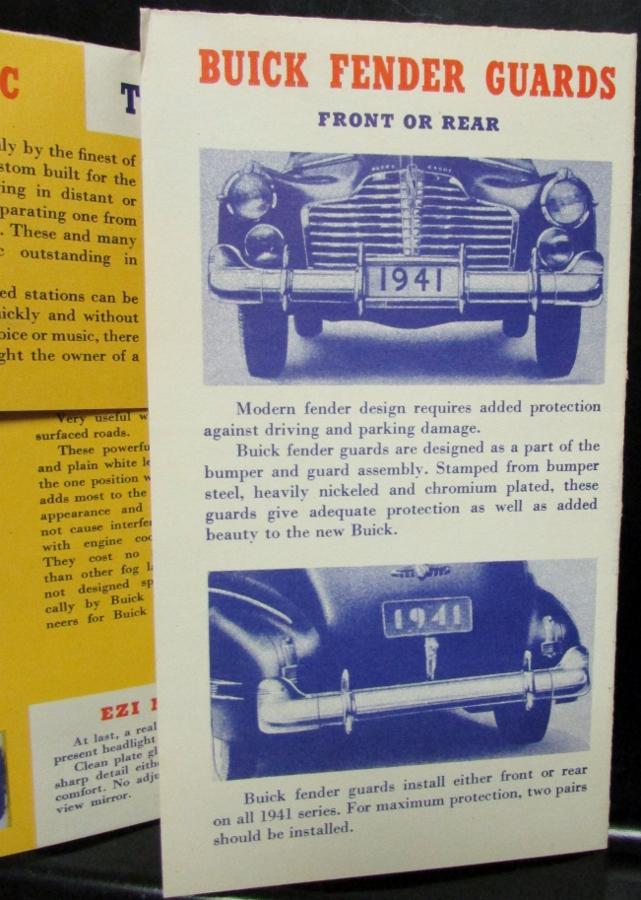 BUICK FENDER GUARDS
FRONT OR REAR
1941
Modern fender design requires added protection
against driving and parking damage.
Buick fender guards are designed as a part of the
bumper and guard assembly. Stamped from bumper
steel, heavily nickeled and chromium plated, these
guards give adequate protection as well as added
beauty to the new Buick.
1941
Buick fender guards install either front or rear
on all 1941 series. For maximum protection, two pairs
should be installed.
C
T
ly by the finest of
stom built for the
ing in distant or
parating one from
. These and many
c outstanding in
ed stations can be
ickly and without
oice or music, there
ght the owner of a
Very useful w
surfaced roads.
These powerfu
and plain white le
the one position w
adds most to the
appearance and
not cause interfe
with engine coo
They cost no
than other fog la
not designed sp
cally by Buick
neers for Buick
EZI
At last, a real
present headlight
Clean plate gl
sharp detail eithe
comfort. No adju
view mirror.